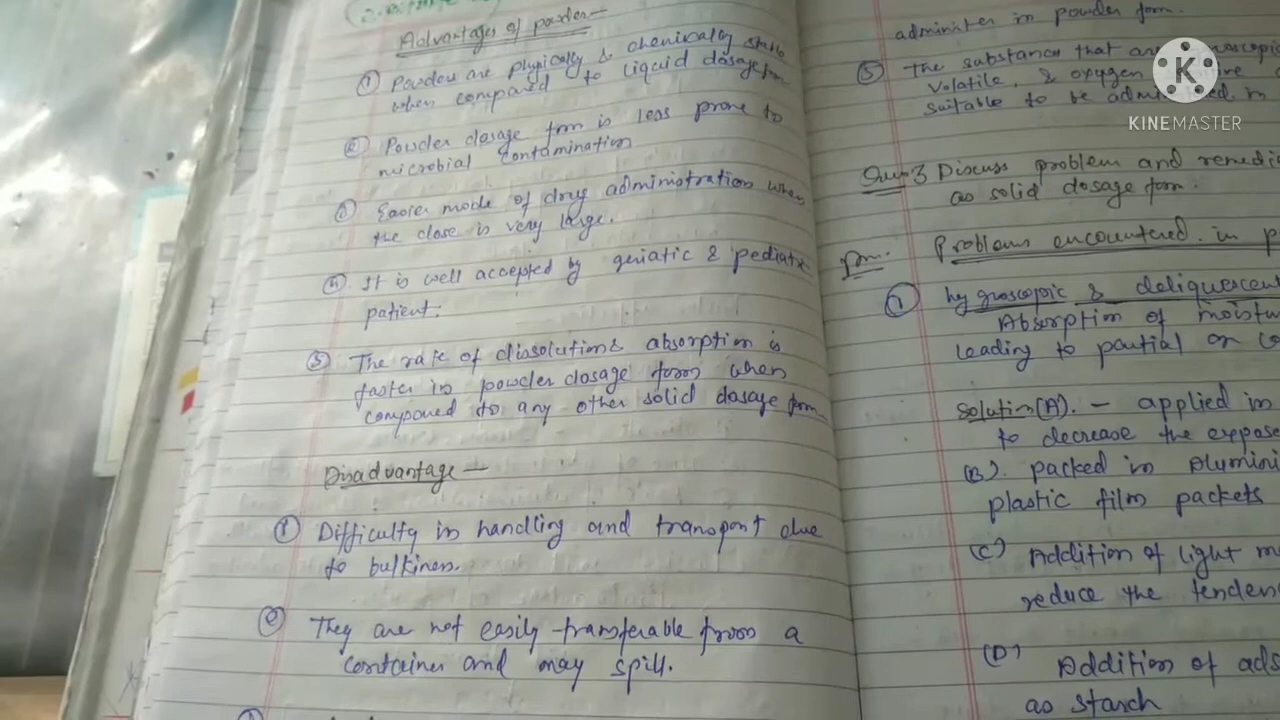 Advantages of powder—
① Powders are physically & chemically stable
when compared to liquid dosage form
② Powder dosage form is less prone to
microbial contamination
③ Easier mode of drug administration when
the dose is very large.
④ It is well accepted by geriatic & pediatric
patient.
⑤ The rate of dissolution & absorption is
faster in powder dosage form when
compared to any other solid dosage form
Disadvantage —
① Difficulty in handling and transport due
to bulkiness.
② They are not easily transferable from a
container and may spill.
administer in powder form.
⑤ The substances that are
volatile, & oxygen
suitable to be
KINEMASTER
Ques 3 Discuss problem and
as solid dosage form.
Problems encountered in
① hygroscopic & deliquescent
Absorption of
leading to partial or
Solution (A). – applied in
to decrease the
(B). packed in
plastic film packets
(C) Addition of light
reduce the
(D) Addition of
as starch